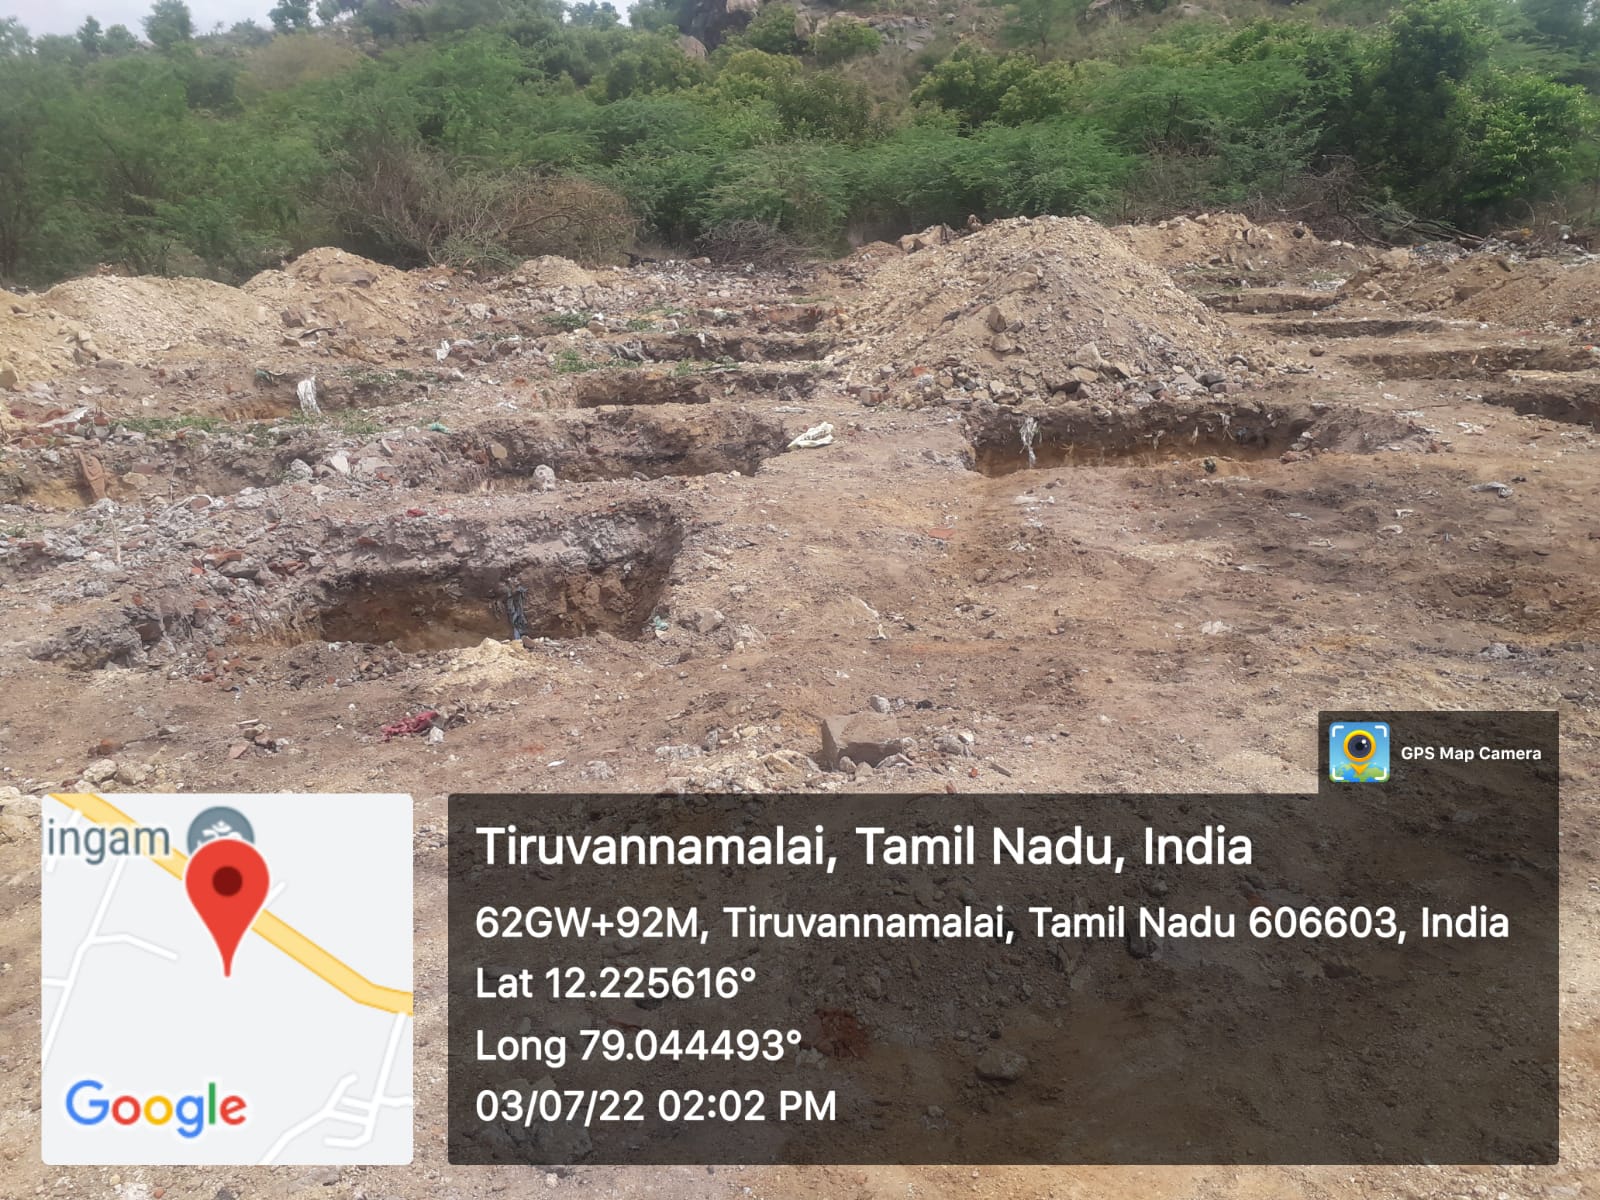 GPS Map Camera
ingam
Google
Tiruvannamalai, Tamil Nadu, India
62GW+92M, Tiruvannamalai, Tamil Nadu 606603, India
Lat 12.225616°
Long 79.044493°
03/07/22 02:02 PM